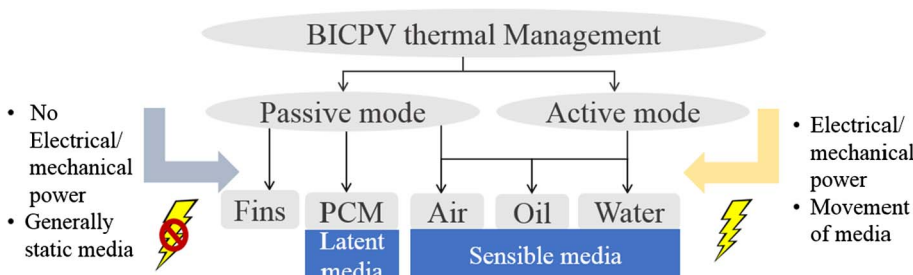 BICPV thermal Management
Passive mode
Active mode
• No
Electrical/
mechanical
power
• Generally
static media
• Electrical/
mechanical
power
• Movement
of media
Fins
PCM
Air
Oil
Water
Latent
media
Sensible media